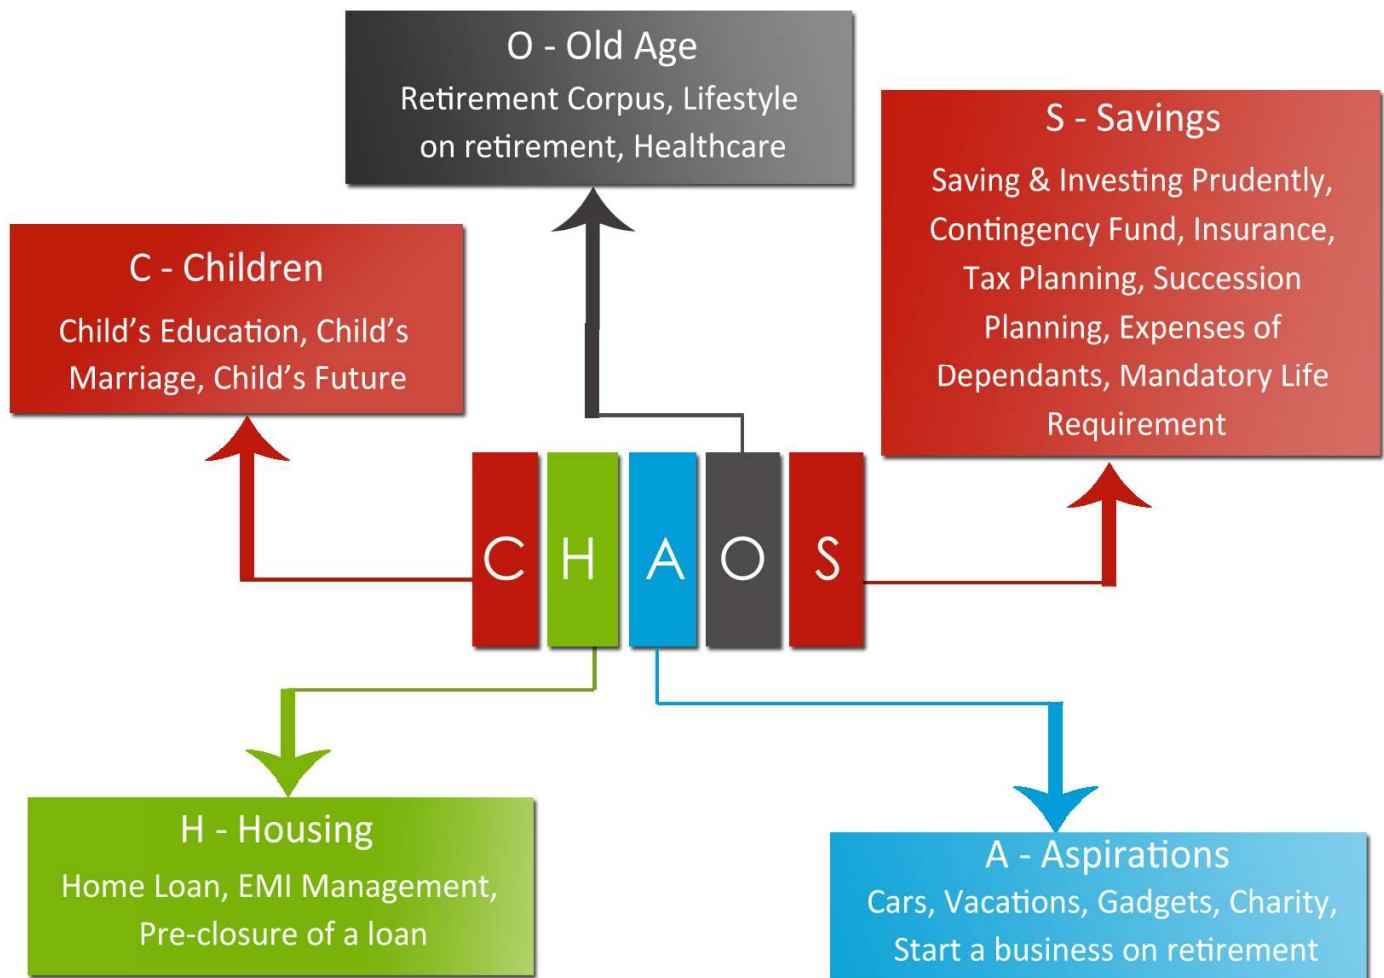 O - Old Age
Retirement Corpus, Lifestyle
on retirement, Healthcare
S - Savings
Saving & Investing Prudently,
Contingency Fund, Insurance,
Tax Planning, Succession
Planning, Expenses of
Dependants, Mandatory Life
Requirement
C - Children
Child’s Education, Child’s
Marriage, Child’s Future
C H A O S
H - Housing
Home Loan, EMI Management,
Pre-closure of a loan
A - Aspirations
Cars, Vacations, Gadgets, Charity,
Start a business on retirement